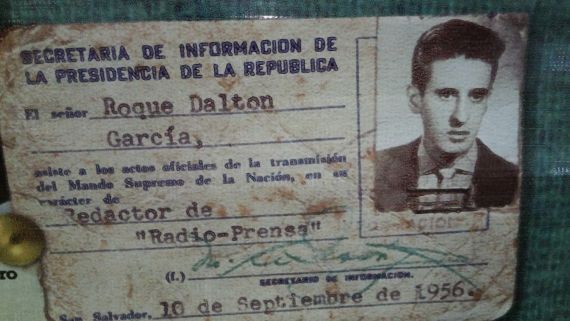 SECRETARIA DE INFORMACION DE
LA PRESIDENCIA DE LA REPUBLICA
El señor Roque Dalton
García,
asiste a los actos oficiales de la transmisión
del Mando Supremo de la Nación, en su
carácter de
Redactor de
"Radio-Prensa"
(f.)
SECRETARIO DE INFORMACION.
San Salvador, 10 de Septiembre de 1956.